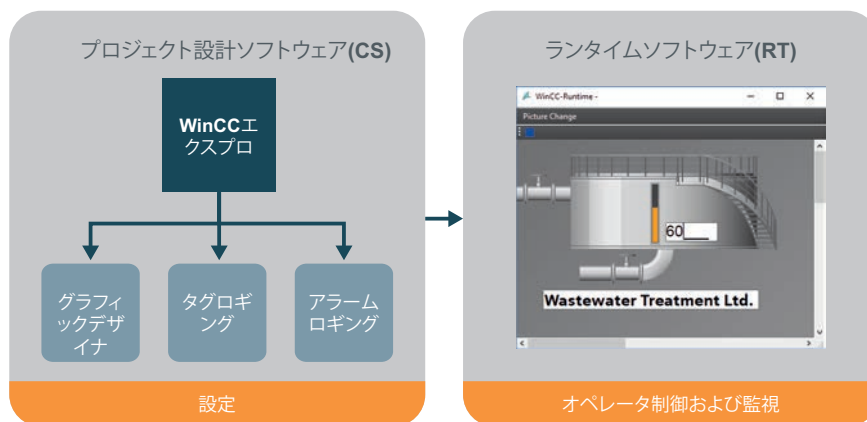 プロジェクト設計ソフトウェア(CS)
WinCCエ
クスプロ
グラフィ
ックデザ
イナ
タグロギ
ング
アラーム
ロギング
設定
ランタイムソフトウェア(RT)
WinCC-Runtime -
Picture Change
60____
Wastewater Treatment Ltd.
オペレータ制御および監視